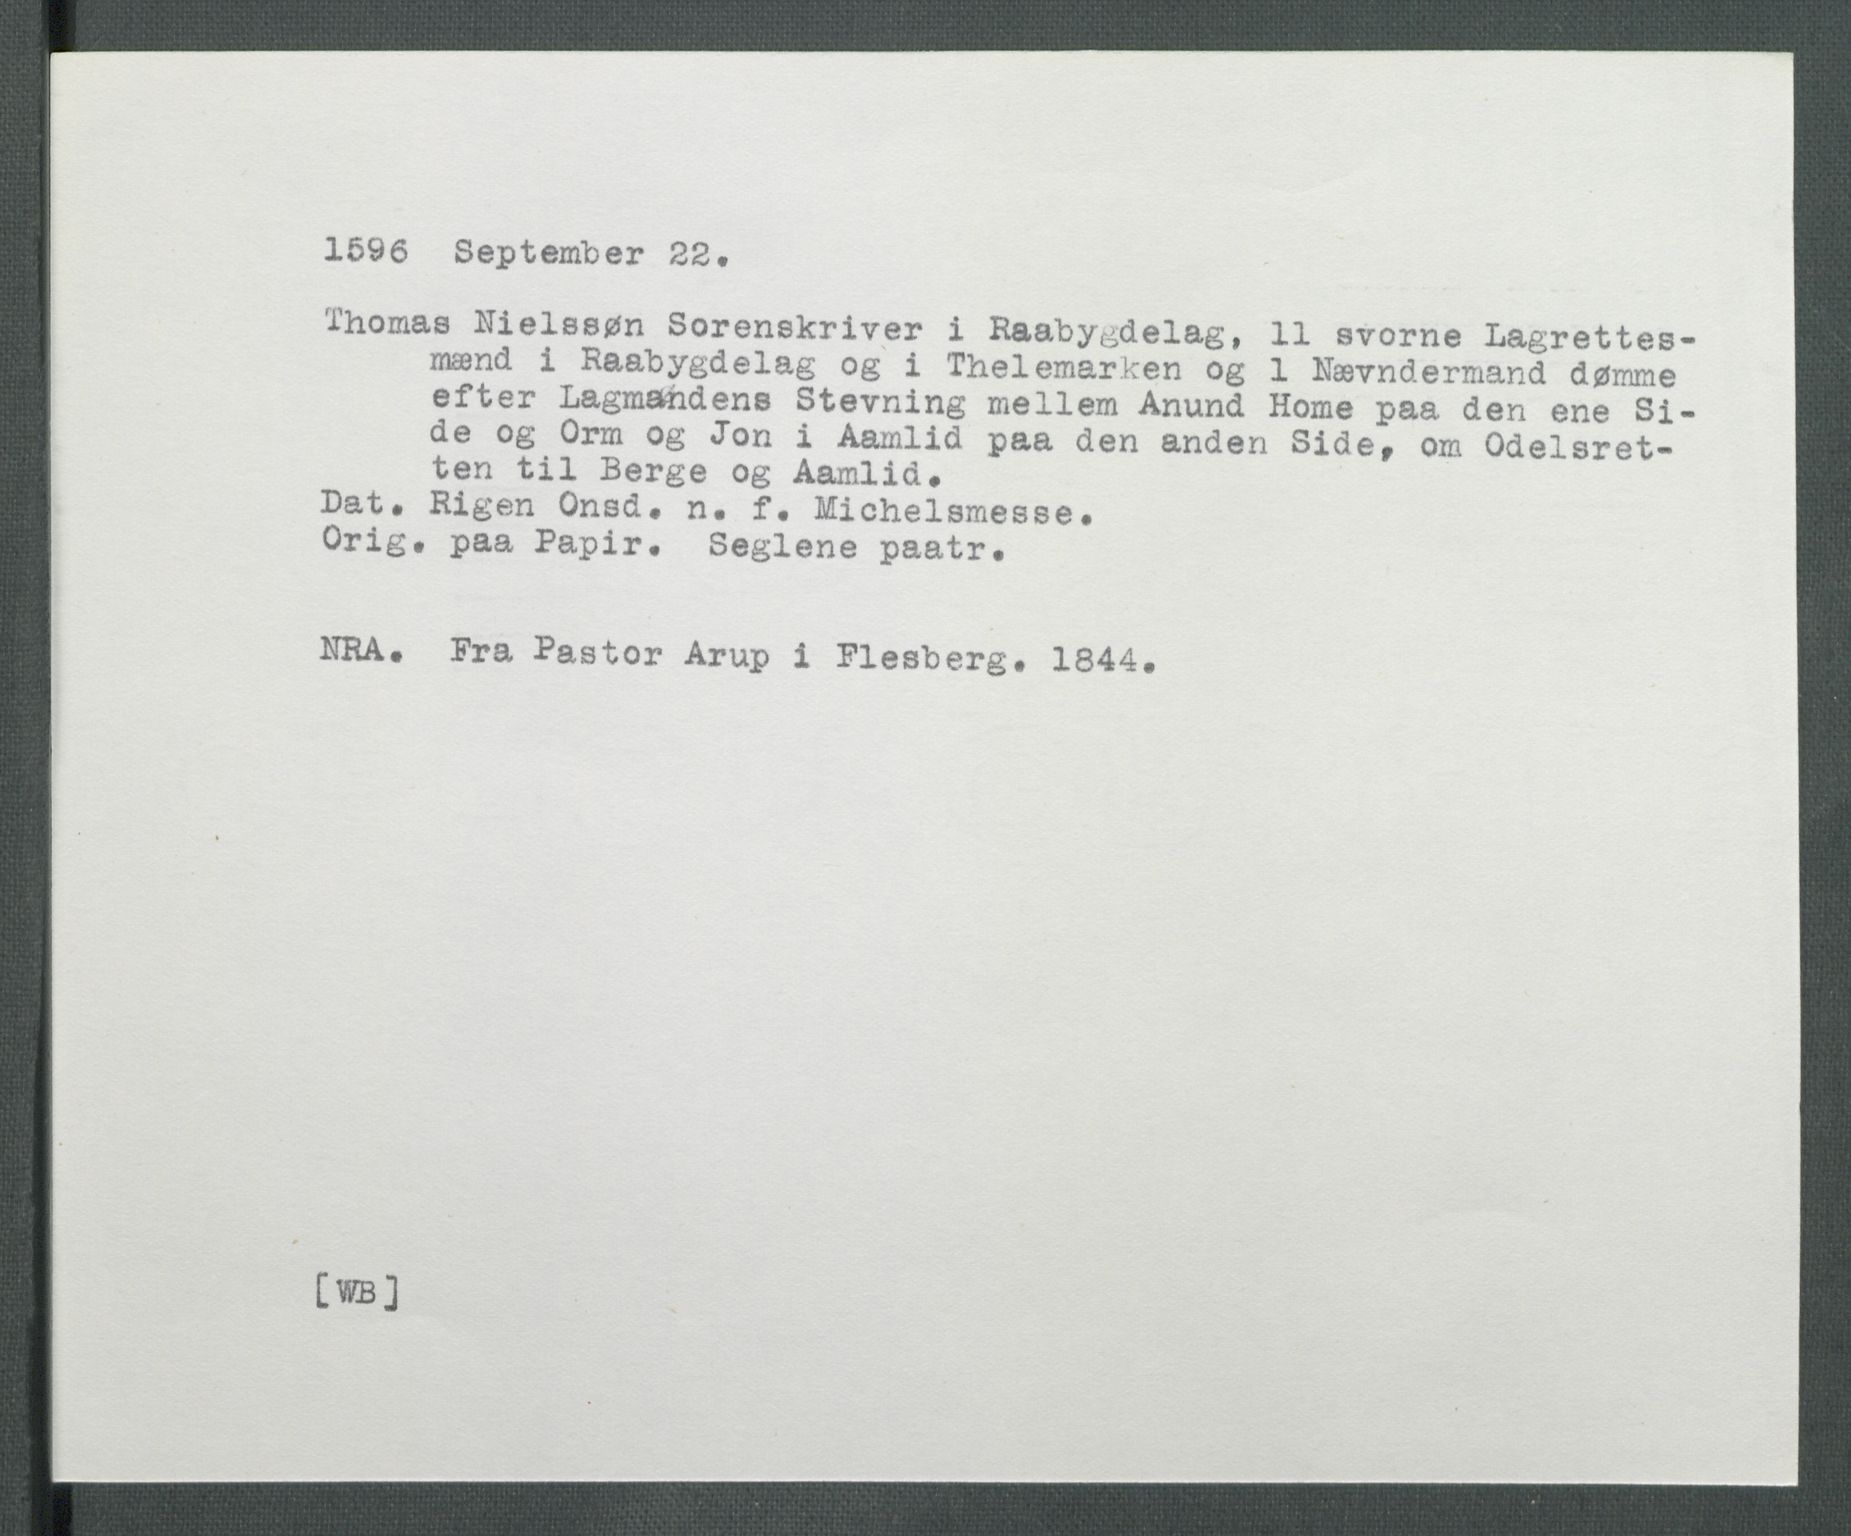 1596  September 22.
Thomas Nielssøn Sorenskriver i Raabygdelag, 11 svorne Lagrettes-
mænd i Raabygdelag og i Thelemarken og 1 Nævndermand dømme
efter Lagmandens Stevning mellem Anund Home paa den ene Si-
de og Orm og Jon i Aamlid paa den anden Side, om Odelsret-
ten til Berge og Aamlid.
Dat. Rigen Onsd. n. f. Michelsmesse.
Orig. paa Papir.  Seglene paatr.
NRA.  Fra Pastor Arup i Flesberg. 1844.
[WB]